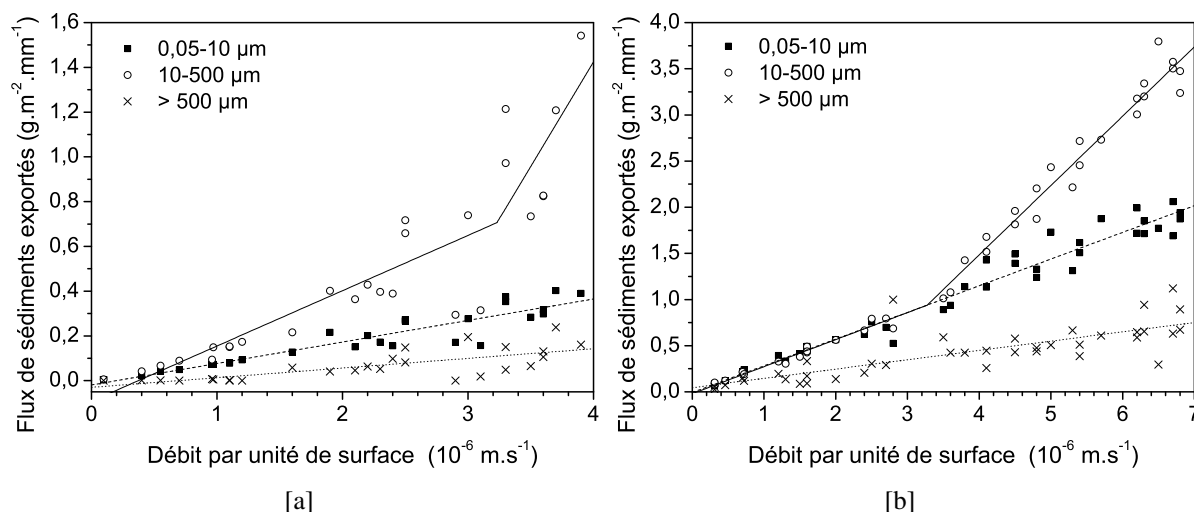 1,6
1,4
1,2
1,0
0,8
0,6
0,4
0,2
0,0
Flux de sédiments exportés (g.m⁻².mm⁻¹)
0,05-10 µm
10-500 µm
> 500 µm
0 1 2 3 4
Débit par unité de surface (10⁻⁶ m.s⁻¹)
[a]
4,0
3,5
3,0
2,5
2,0
1,5
1,0
0,5
0,0
Flux de sédiments exportés (g.m⁻².mm⁻¹)
0,05-10 µm
10-500 µm
> 500 µm
0 1 2 3 4 5 6 7
Débit par unité de surface (10⁻⁶ m.s⁻¹)
[b]